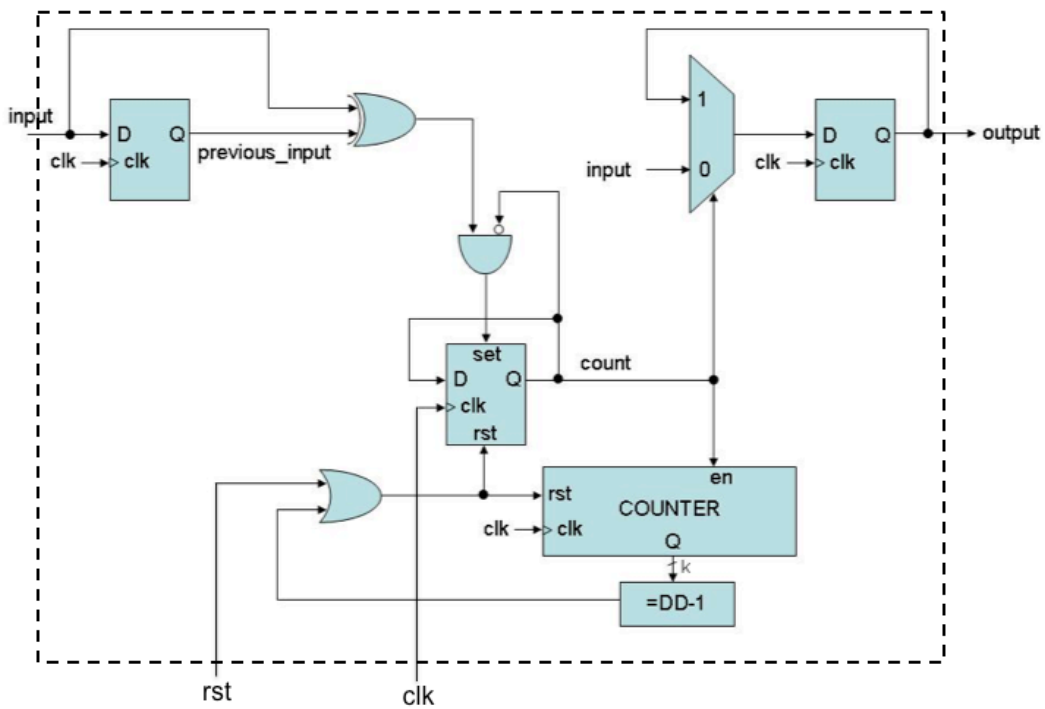 input
D Q
clk
clk
previous_input
1
input
0
D Q
clk
clk
output
set
D Q
clk
rst
count
en
rst
COUNTER
clk
clk
Q
k
=DD-1
rst
clk